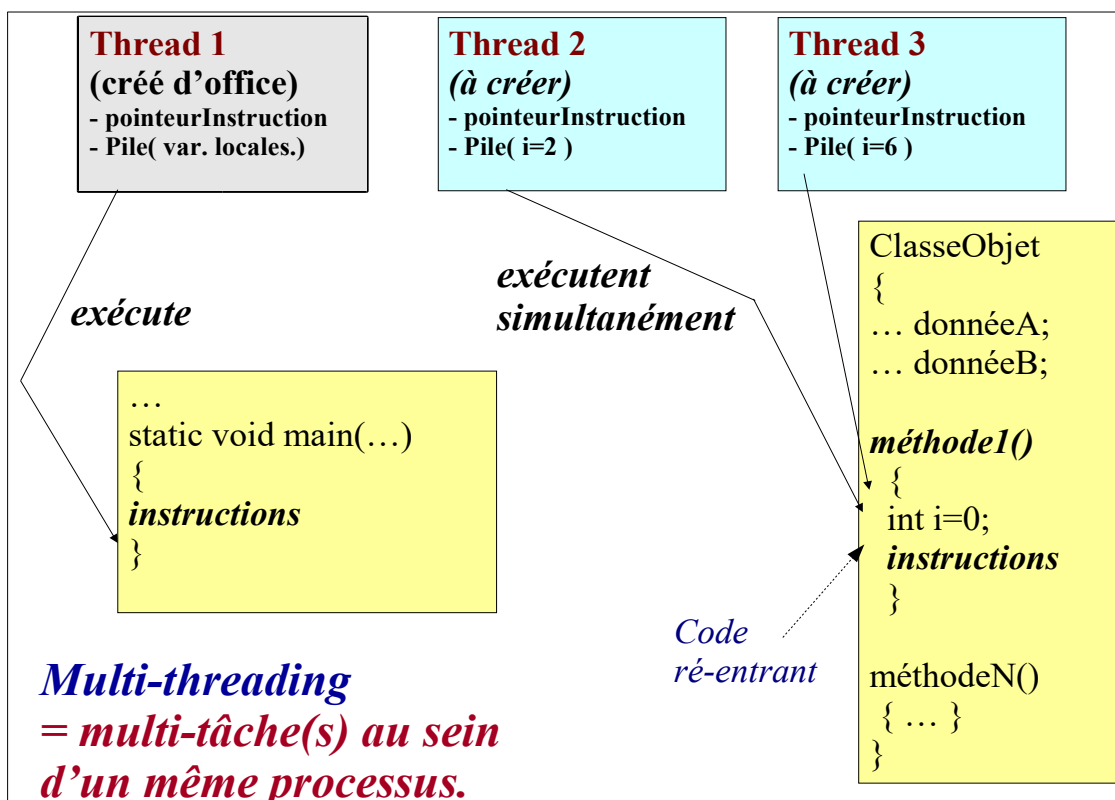 Thread 1
(créé d’office)
- pointeurInstruction
- Pile( var. locales.)
Thread 2
(à créer)
- pointeurInstruction
- Pile( i=2 )
Thread 3
(à créer)
- pointeurInstruction
- Pile( i=6 )
exécute
exécutent
simultanément
…
static void main(…)
{
instructions
}
ClasseObjet
{
… donnéeA;
… donnéeB;
méthode1()
{
int i=0;
instructions
}
méthodeN()
{ … }
}
Code
ré-entrant
Multi-threading
= multi-tâche(s) au sein
d’un même processus.